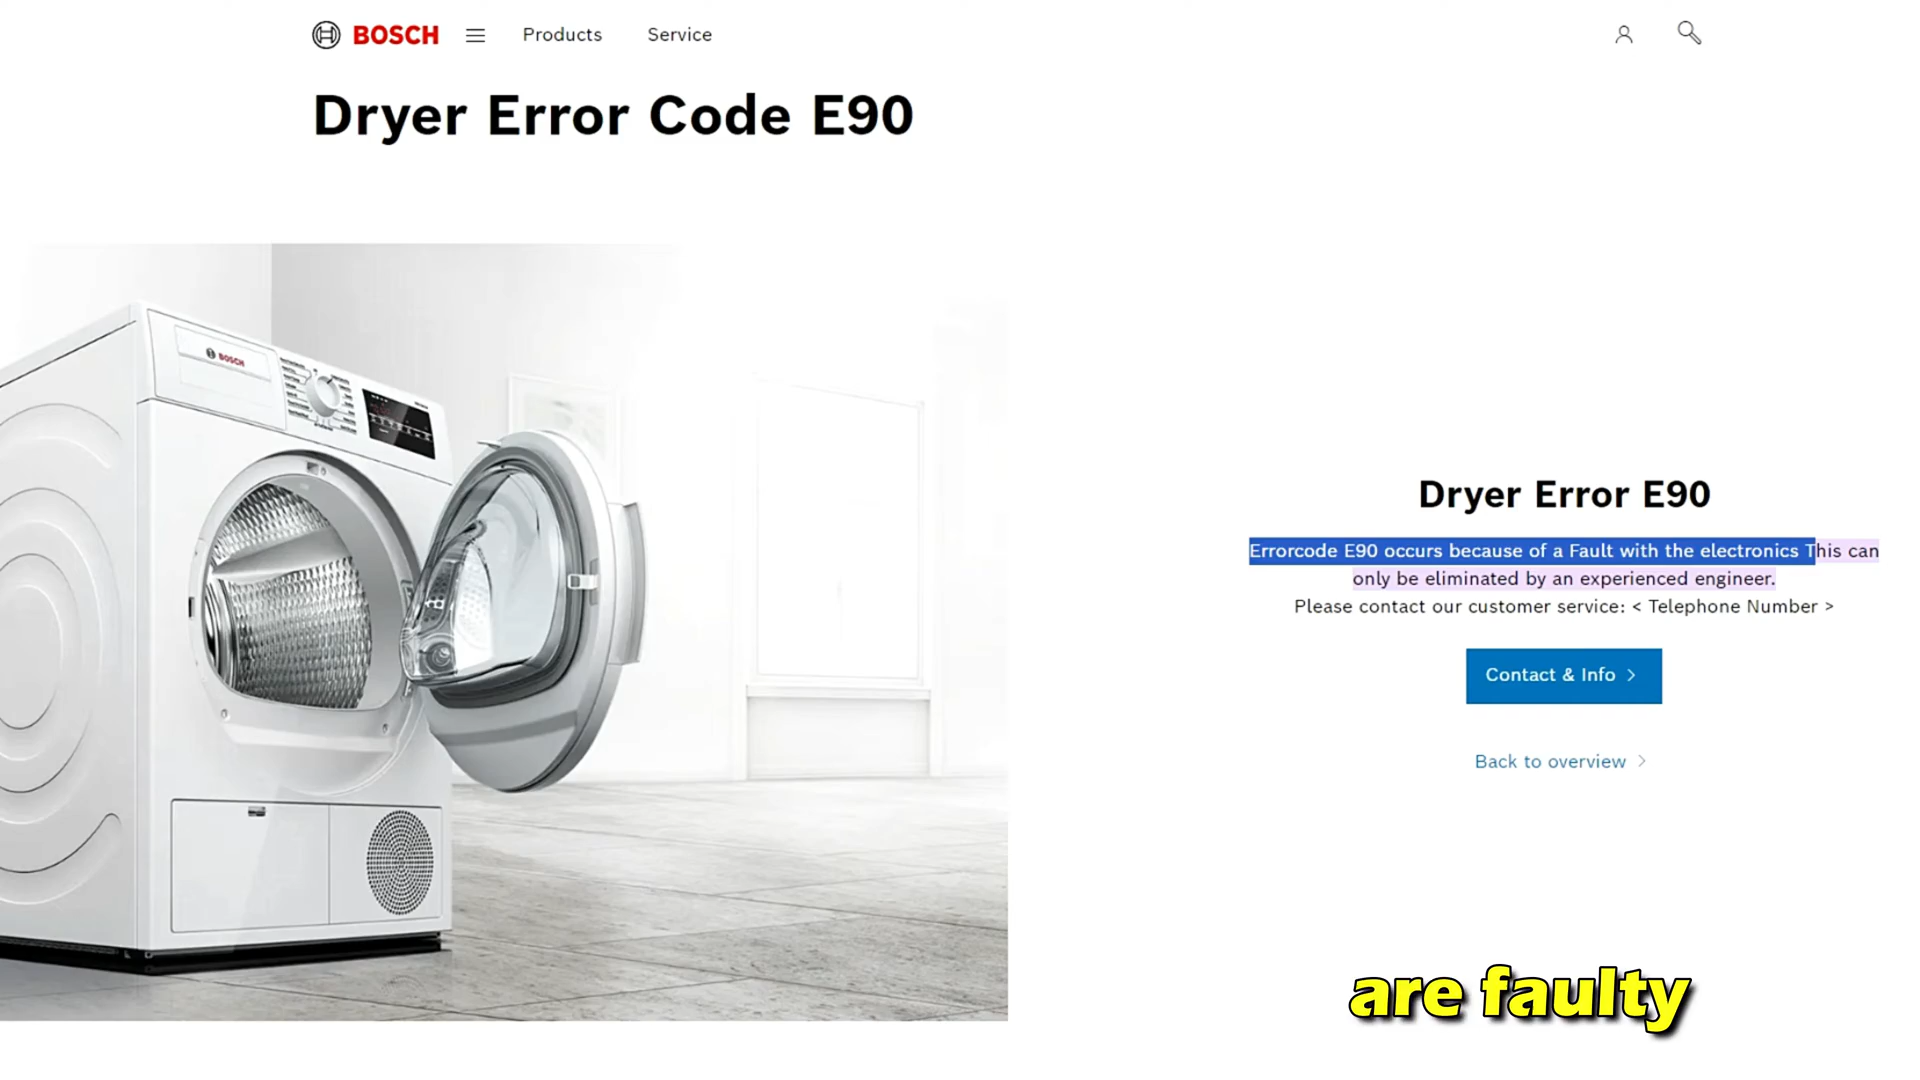 BOSCH
Products
Service
Dryer Error Code E90
BOSCH
Dryer Error E90
Errorcode E90 occurs because of a Fault with the electronics This can
only be eliminated by an experienced engineer.
Please contact our customer service: < Telephone Number >
Contact & Info
Back to overview
are faulty